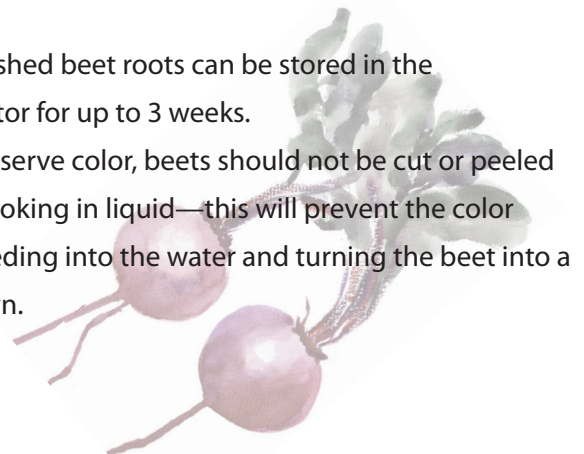 shed beet roots can be stored in the
tor for up to 3 weeks.
serve color, beets should not be cut or peeled
ooking in liquid—this will prevent the color
ding into the water and turning the beet into a
n.